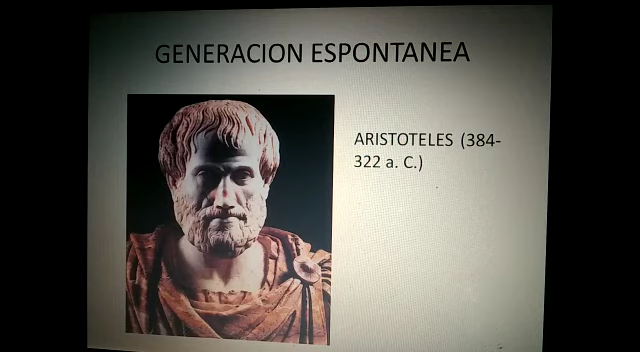 GENERACION ESPONTANEA
ARISTOTELES (384-
322 a. C.)